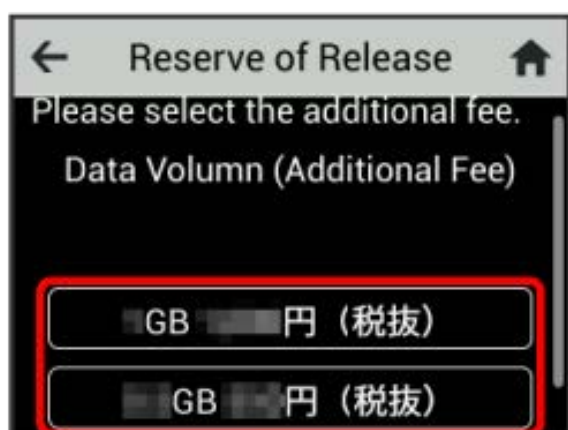 Reserve of Release
Please select the additional fee.
Data Volumn (Additional Fee)
GB 円 (税抜)
GB 円 (税抜)